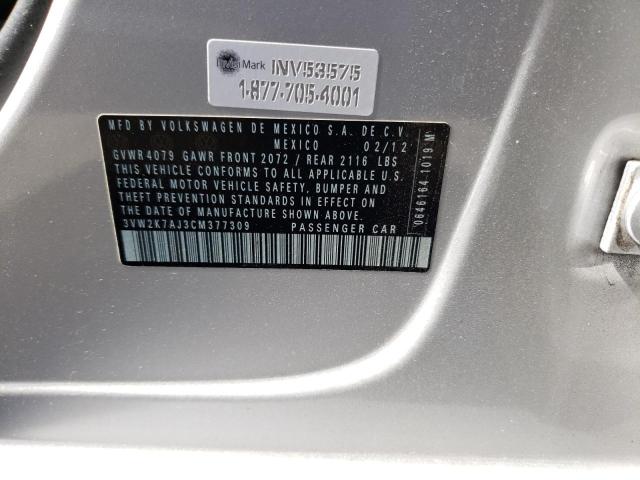 Mark INV53575
1-877-705-4001
MFD BY VOLKSWAGEN DE MEXICO S.A. DE C.V.
MEXICO 02/12
GVWR 4079 GAWR FRONT 2072 / REAR 2116 LBS
THIS VEHICLE CONFORMS TO ALL APPLICABLE U.S.
FEDERAL MOTOR VEHICLE SAFETY, BUMPER AND
THEFT PREVENTION STANDARDS IN EFFECT ON
THE DATE OF MANUFACTURE SHOWN ABOVE.
3VW2K7AJ3CM377309 PASSENGER CAR
0646164 1019 M